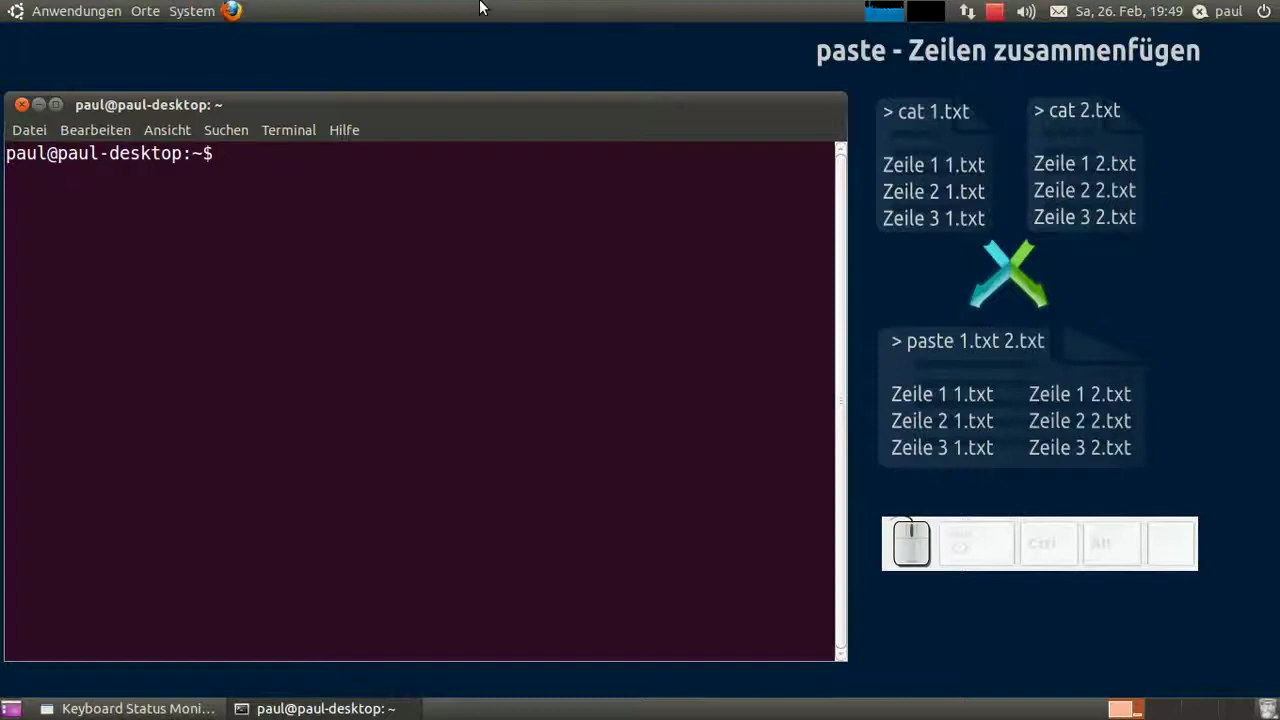 Anwendungen Orte System
Sa, 26. Feb, 19:49 paul
paste - Zeilen zusammenfügen
paul@paul-desktop: ~
Datei Bearbeiten Ansicht Suchen Terminal Hilfe
paul@paul-desktop:~$
> cat 1.txt
Zeile 1 1.txt
Zeile 2 1.txt
Zeile 3 1.txt
> cat 2.txt
Zeile 1 2.txt
Zeile 2 2.txt
Zeile 3 2.txt
> paste 1.txt 2.txt
Zeile 1 1.txt Zeile 1 2.txt
Zeile 2 1.txt Zeile 2 2.txt
Zeile 3 1.txt Zeile 3 2.txt
Ctrl Alt
Keyboard Status Moni... paul@paul-desktop: ~